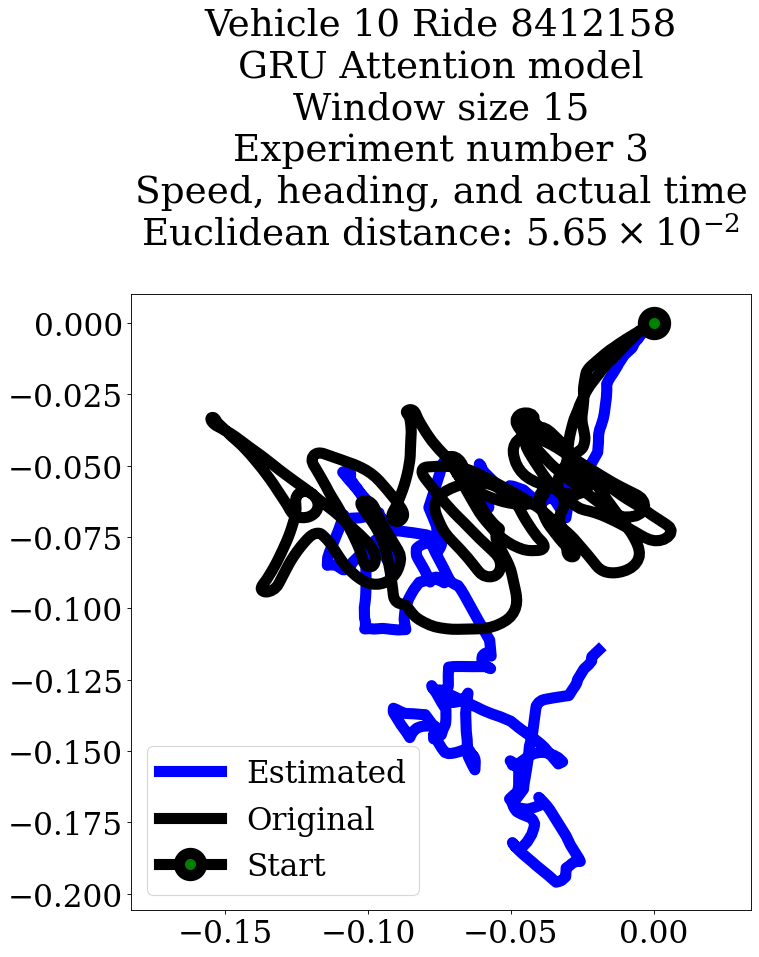 Vehicle 10 Ride 8412158
GRU Attention model
Window size 15
Experiment number 3
Speed, heading, and actual time
Euclidean distance: 5.65 × 10⁻²
0.000
−0.025
−0.050
−0.075
−0.100
−0.125
−0.150
−0.175
−0.200
Estimated
Original
Start
−0.15 −0.10 −0.05 0.00